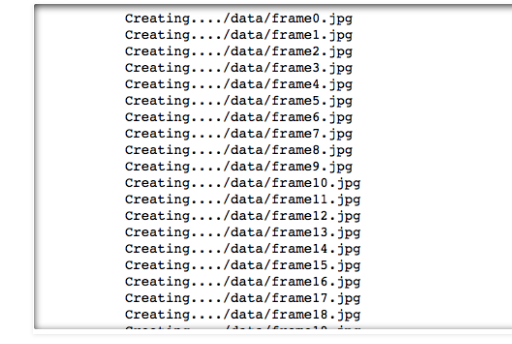 Creating..../data/frame0.jpg
Creating..../data/frame1.jpg
Creating..../data/frame2.jpg
Creating..../data/frame3.jpg
Creating..../data/frame4.jpg
Creating..../data/frame5.jpg
Creating..../data/frame6.jpg
Creating..../data/frame7.jpg
Creating..../data/frame8.jpg
Creating..../data/frame9.jpg
Creating..../data/frame10.jpg
Creating..../data/frame11.jpg
Creating..../data/frame12.jpg
Creating..../data/frame13.jpg
Creating..../data/frame14.jpg
Creating..../data/frame15.jpg
Creating..../data/frame16.jpg
Creating..../data/frame17.jpg
Creating..../data/frame18.jpg